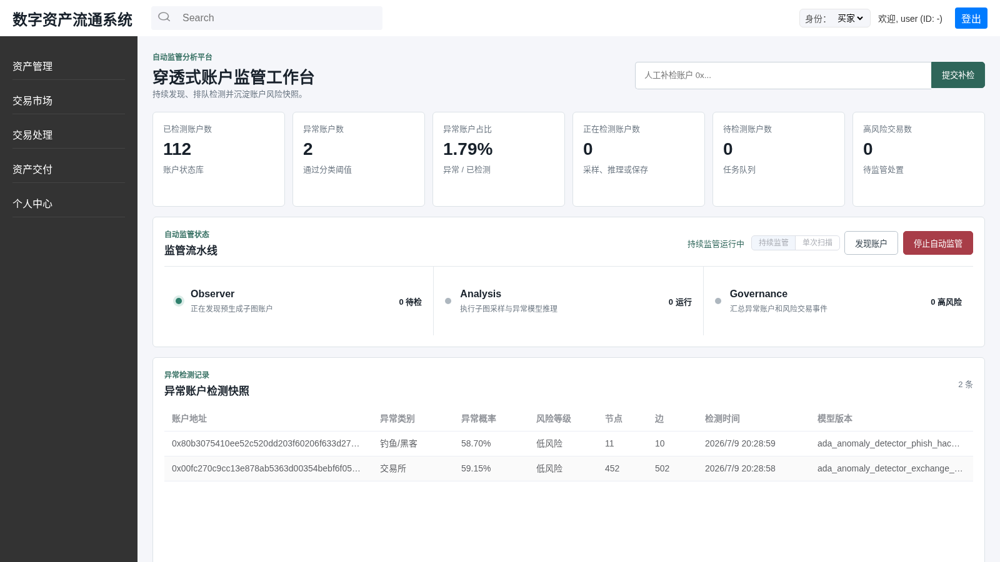 数字资产流通系统
Search
身份：
买家
欢迎, user (ID: -)
登出
资产管理
交易市场
交易处理
资产交付
个人中心
自动监管分析平台
穿透式账户监管工作台
持续发现、排队检测并沉淀账户风险快照。
人工补检账户 0x...
提交补检
已检测账户数
112
账户状态库
异常账户数
2
通过分类阈值
异常账户占比
1.79%
异常 / 已检测
正在检测账户数
0
采样、推理或保存
待检测账户数
0
任务队列
高风险交易数
0
待监管处置
自动监管状态
监管流水线
持续监管运行中
持续监管
单次扫描
发现账户
停止自动监管
Observer
正在发现预生成子图账户
0 待检
Analysis
执行子图采样与异常模型推理
0 运行
Governance
汇总异常账户和风险交易事件
0 高风险
异常检测记录
异常账户检测快照
2 条
账户地址 异常类别 异常概率 风险等级 节点 边 检测时间 模型版本
0x80b3075410ee52c520dd203f60206f633d27... 钓鱼/黑客 58.70% 低风险 11 10 2026/7/9 20:28:59 ada_anomaly_detector_phish_hac...
0x00fc270c9cc13e878ab5363d00354bebf6f05... 交易所 59.15% 低风险 452 502 2026/7/9 20:28:58 ada_anomaly_detector_exchange_...